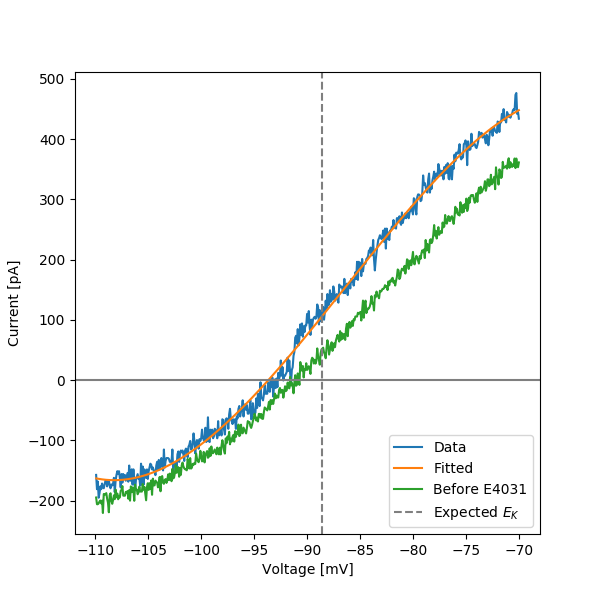 500
400
300
200
100
0
−100
−200
Current [pA]
−110
−105
−100
−95
−90
−85
−80
−75
−70
Voltage [mV]
Data
Fitted
Before E4031
Expected E_K